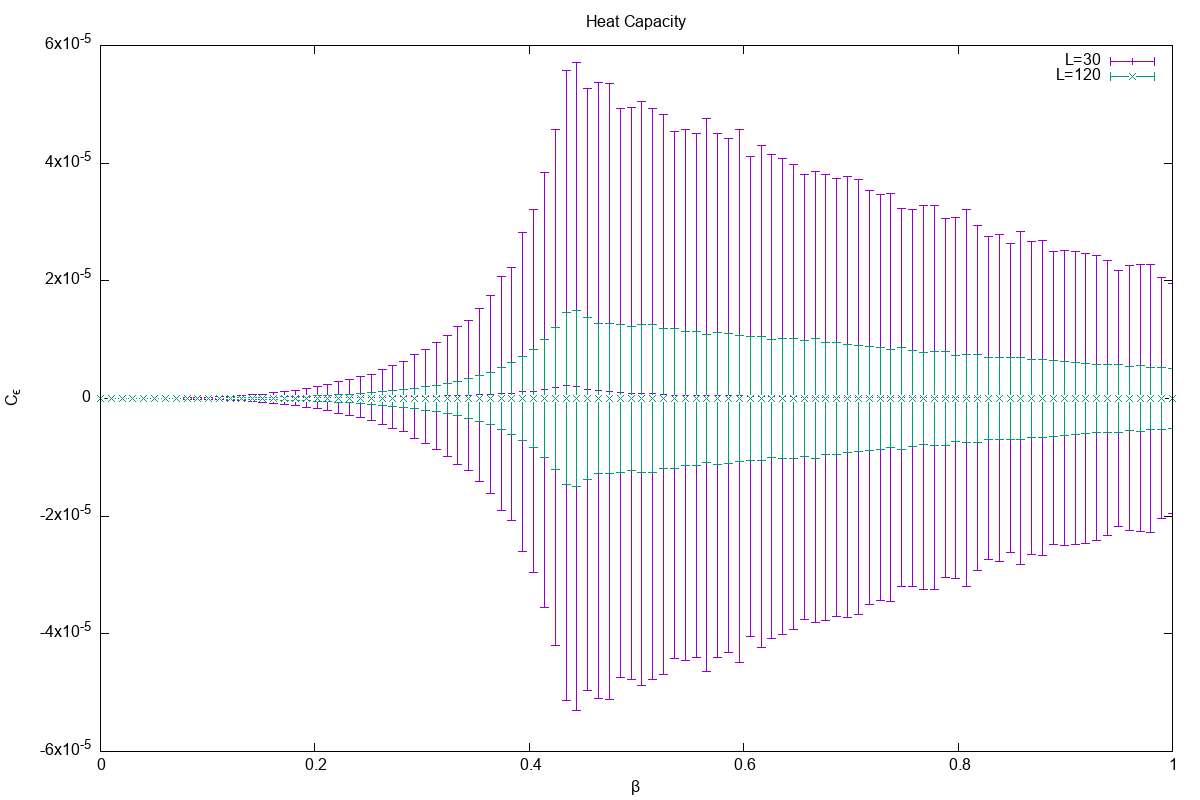 Heat Capacity
6x10⁻⁵
L=30
L=120
4x10⁻⁵
2x10⁻⁵
0
-2x10⁻⁵
-4x10⁻⁵
-6x10⁻⁵
Cϵ
0 0.2 0.4 0.6 0.8 1
β